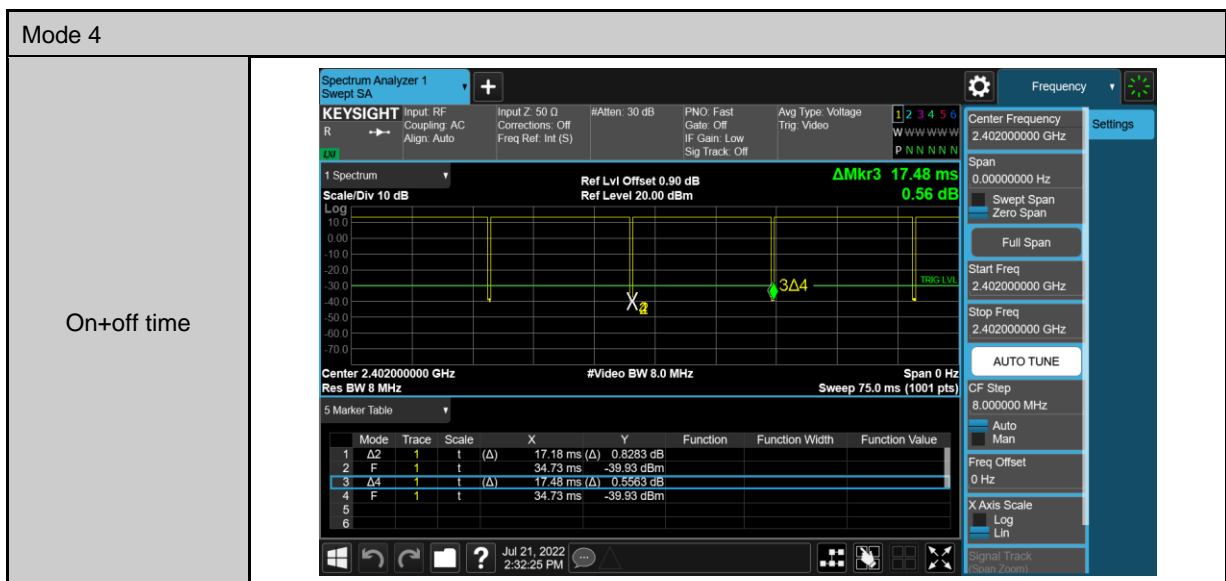 Mode 4
On+off time
Spectrum Analyzer 1
Swept SA
+
Frequency
KEYSIGHT
R
LXI
Input: RF
Coupling: AC
Align: Auto
Input Z: 50 Ω
Corrections: Off
Freq Ref: Int (S)
#Atten: 30 dB
PNO: Fast
Gate: Off
IF Gain: Low
Sig Track: Off
Avg Type: Voltage
Trig: Video
1 2 3 4 5 6
W W W W W W
P N N N N N
1 Spectrum
Scale/Div 10 dB
Ref Lvl Offset 0.90 dB
Ref Level 20.00 dBm
ΔMkr3 17.48 ms
0.56 dB
Log
10.0
0.00
-10.0
-20.0
-30.0
-40.0
-50.0
-60.0
-70.0
TRIG LVL
3Δ4
Center 2.402000000 GHz
Res BW 8 MHz
#Video BW 8.0 MHz
Span 0 Hz
Sweep 75.0 ms (1001 pts)
5 Marker Table
Mode Trace Scale X Y Function Function Width Function Value
1 Δ2 1 t (Δ) 17.18 ms (Δ) 0.8283 dB
2 F 1 t 34.73 ms -39.93 dBm
3 Δ4 1 t (Δ) 17.48 ms (Δ) 0.5563 dB
4 F 1 t 34.73 ms -39.93 dBm
5
6
?
Jul 21, 2022
2:32:25 PM
Center Frequency
2.402000000 GHz
Settings
Span
0.00000000 Hz
Swept Span
Zero Span
Full Span
Start Freq
2.402000000 GHz
Stop Freq
2.402000000 GHz
AUTO TUNE
CF Step
8.000000 MHz
Auto
Man
Freq Offset
0 Hz
X Axis Scale
Log
Lin
Signal Track
(Span Zoom)